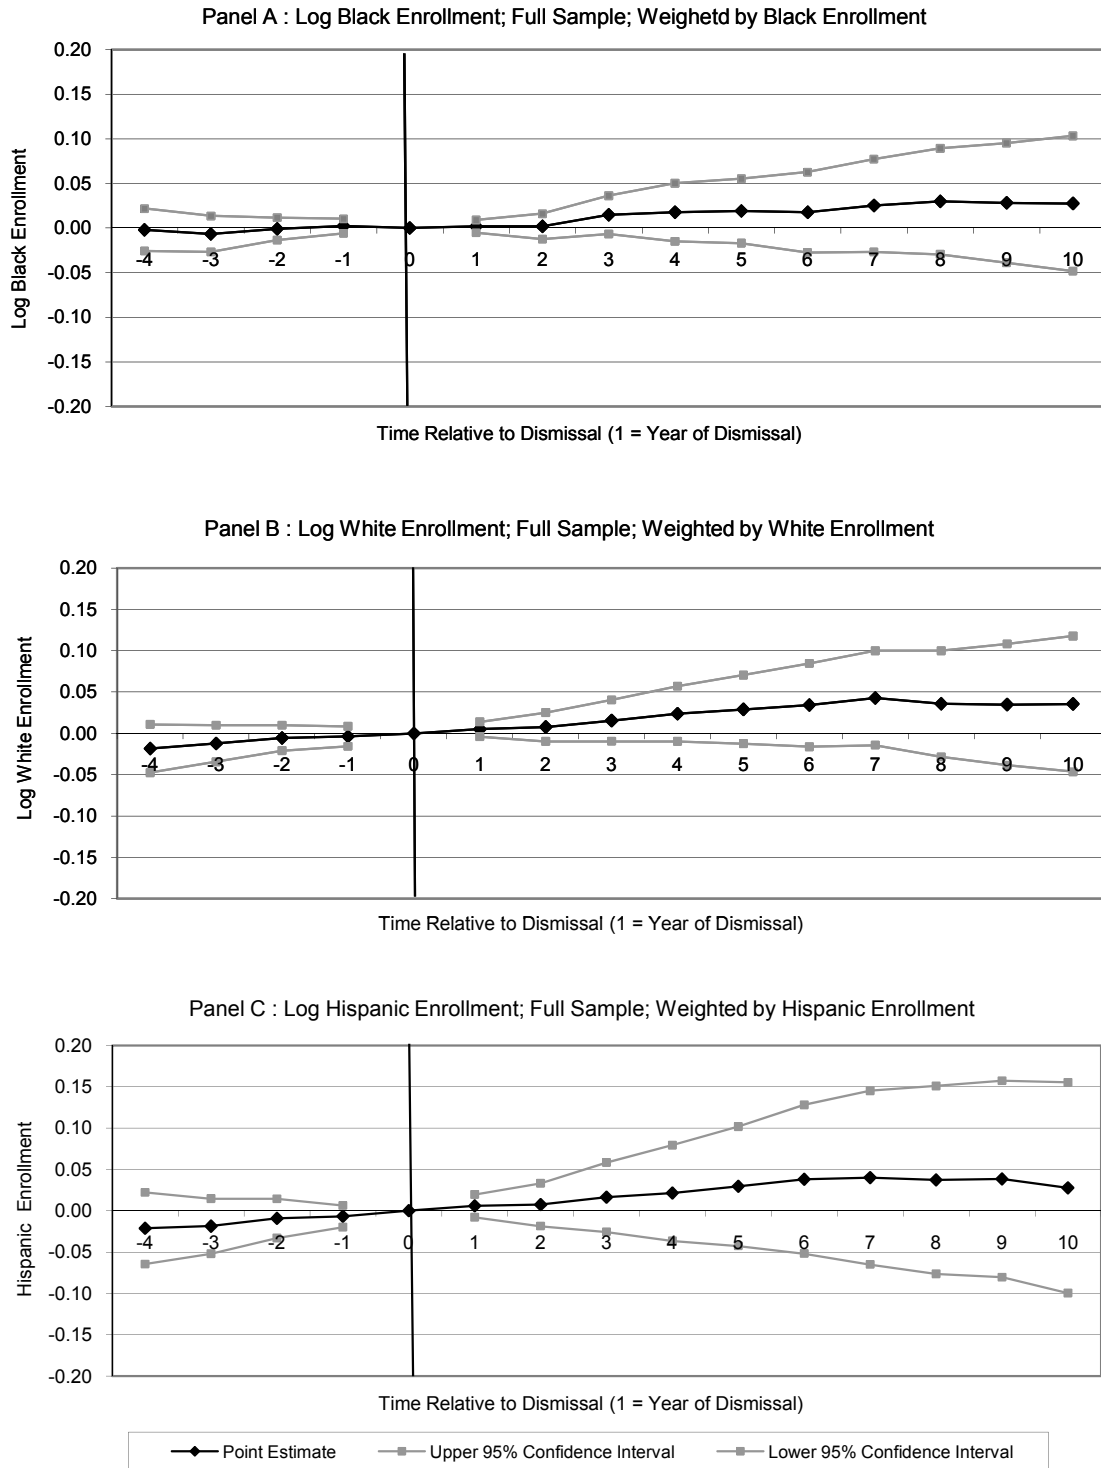 Panel A : Log Black Enrollment; Full Sample; Weighetd by Black Enrollment
0.20
0.15
0.10
0.05
0.00
-0.05
-0.10
-0.15
-0.20
Log Black Enrollment
-4 -3 -2 -1 0 1 2 3 4 5 6 7 8 9 10
Time Relative to Dismissal (1 = Year of Dismissal)
Panel B : Log White Enrollment; Full Sample; Weighted by White Enrollment
0.20
0.15
0.10
0.05
0.00
-0.05
-0.10
-0.15
-0.20
Log White Enrollment
-4 -3 -2 -1 0 1 2 3 4 5 6 7 8 9 10
Time Relative to Dismissal (1 = Year of Dismissal)
Panel C : Log Hispanic Enrollment; Full Sample; Weighted by Hispanic Enrollment
0.20
0.15
0.10
0.05
0.00
-0.05
-0.10
-0.15
-0.20
Hispanic Enrollment
-4 -3 -2 -1 0 1 2 3 4 5 6 7 8 9 10
Time Relative to Dismissal (1 = Year of Dismissal)
Point Estimate Upper 95% Confidence Interval Lower 95% Confidence Interval